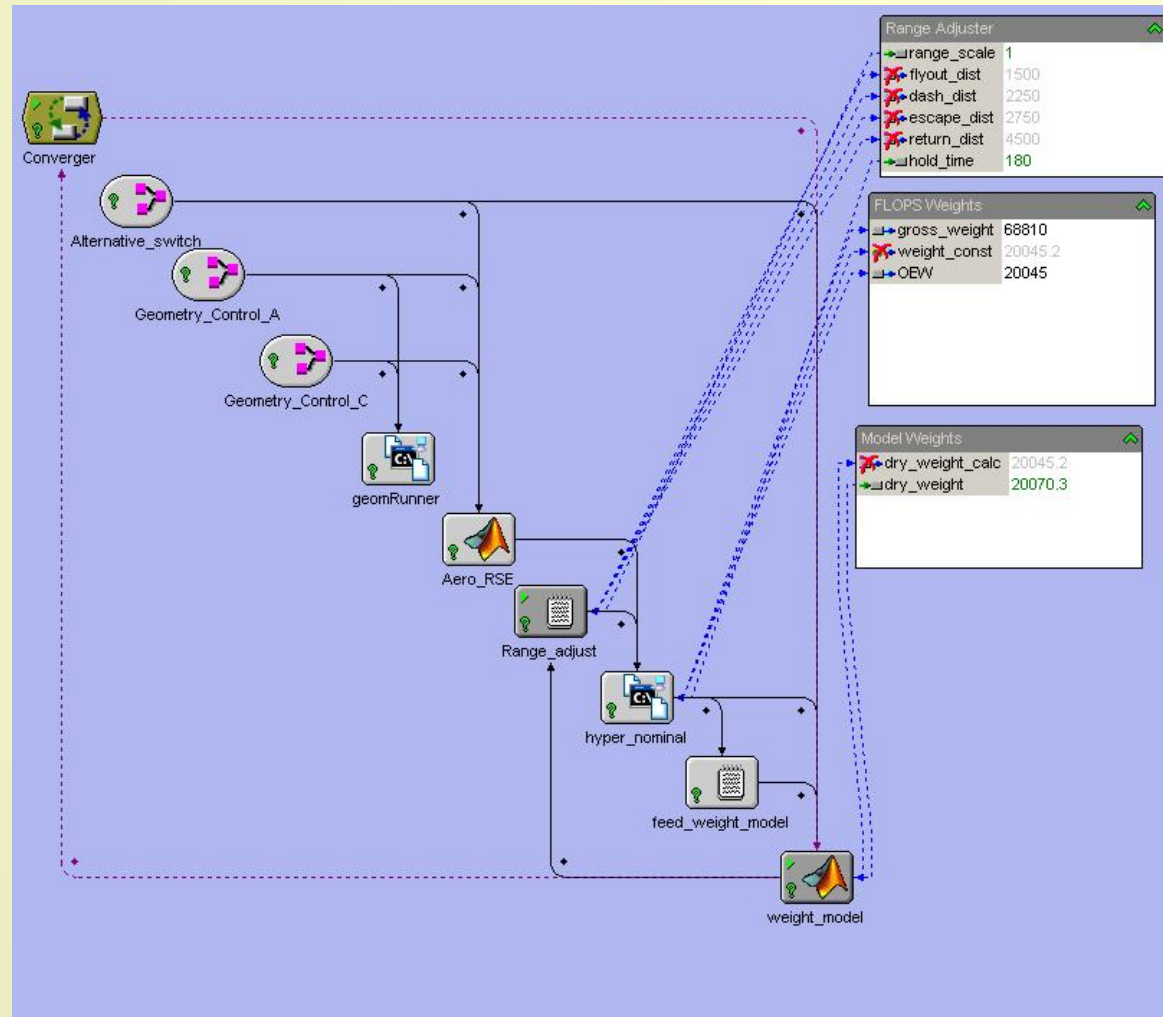 Range Adjuster
range_scale 1
flyout_dist 1500
dash_dist 2250
escape_dist 2750
return_dist 4500
hold_time 180
Converger
Alternative_switch
FLOPS Weights
gross_weight 68810
weight_const 20045.2
OEW 20045
Geometry_Control_A
Geometry_Control_C
Model Weights
dry_weight_calc 20045.2
dry_weight 20070.3
C:\
geomRunner
Aero_RSE
Range_adjust
C:\
hyper_nominal
feed_weight_model
weight_model